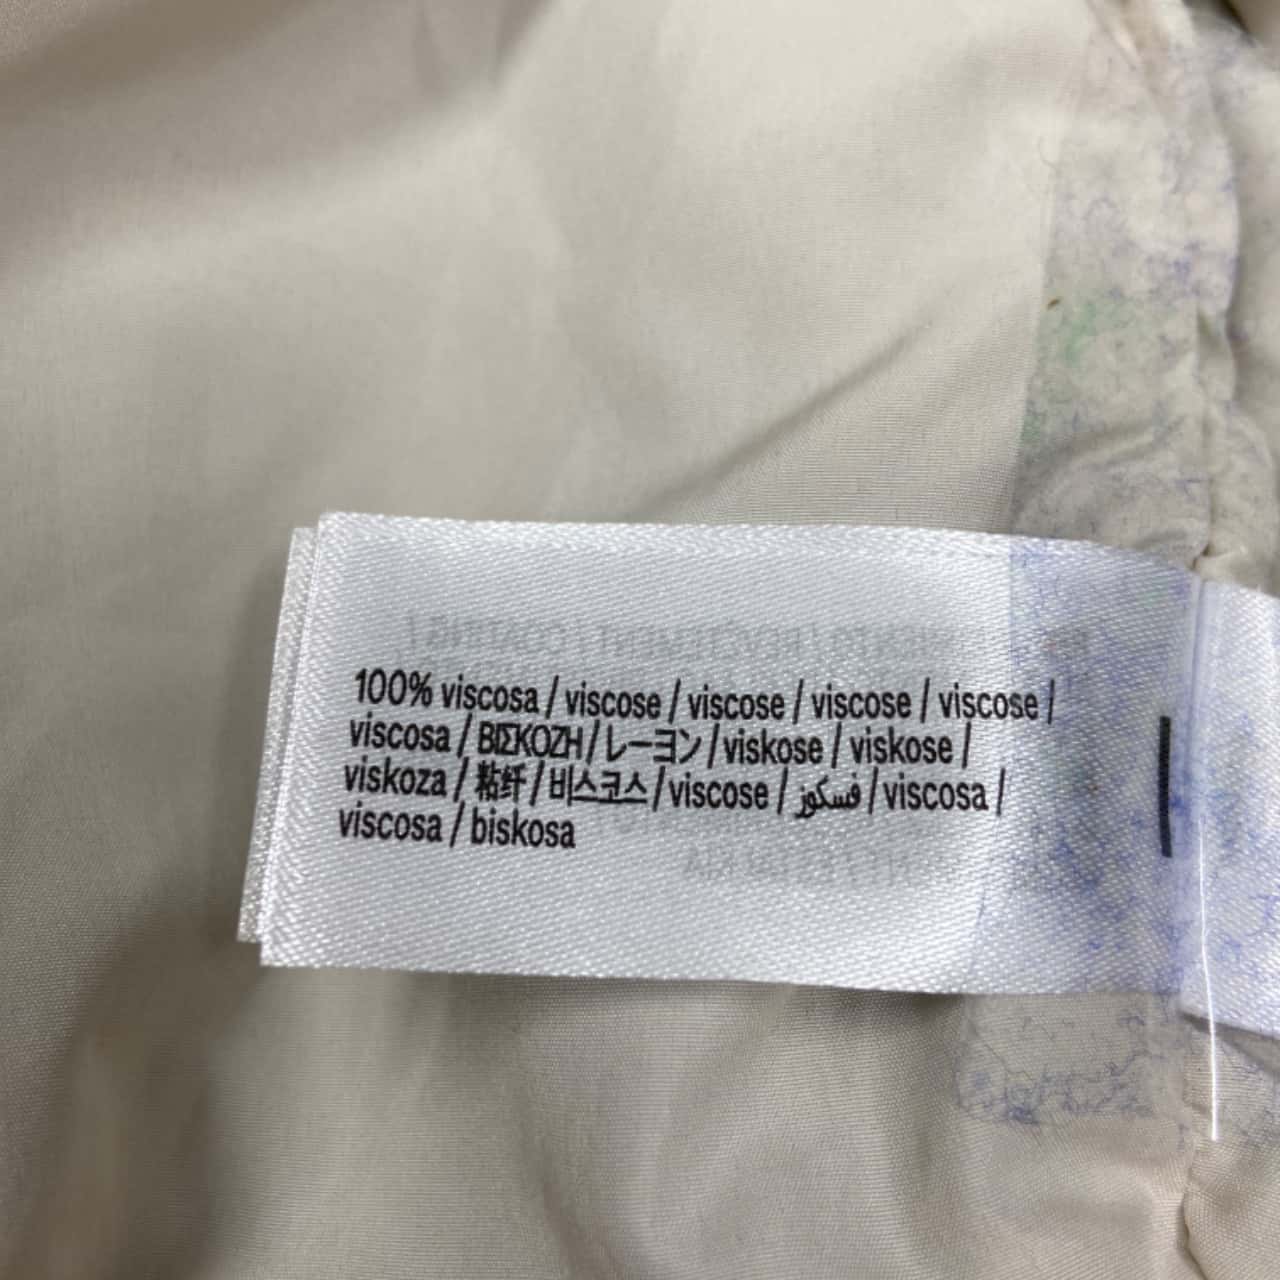 100% viscosa / viscose / viscose / viscose / viscose /
viscosa / ΒΙΣΚΟΖΗ / レーヨン / viskose / viskose /
viskoza / 粘纤 / 비스코스 / viscose / فسكوز / viscosa /
viscosa / biskosa